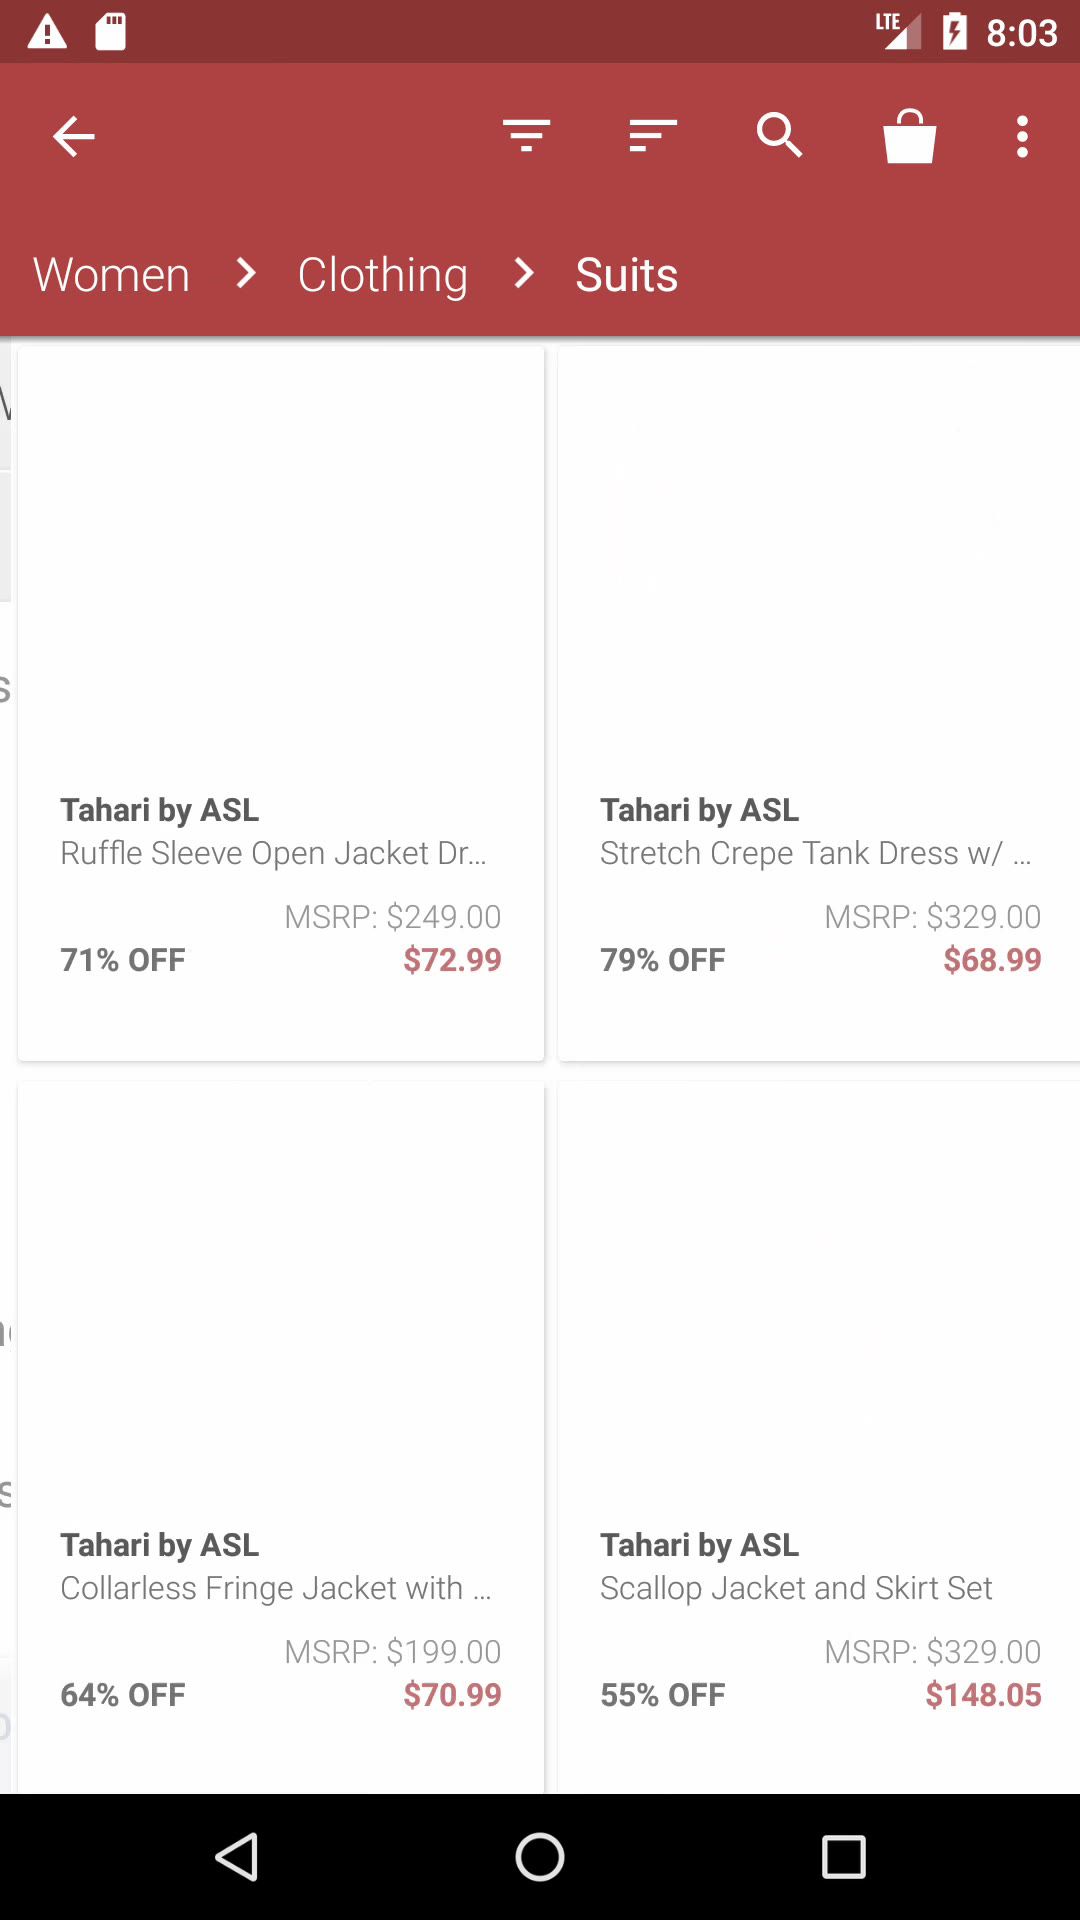 LTE 8:03
Women Clothing Suits
Tahari by ASL
Ruffle Sleeve Open Jacket Dr...
MSRP: $249.00
71% OFF $72.99
Tahari by ASL
Stretch Crepe Tank Dress w/ ...
MSRP: $329.00
79% OFF $68.99
Tahari by ASL
Collarless Fringe Jacket with ...
MSRP: $199.00
64% OFF $70.99
Tahari by ASL
Scallop Jacket and Skirt Set
MSRP: $329.00
55% OFF $148.05